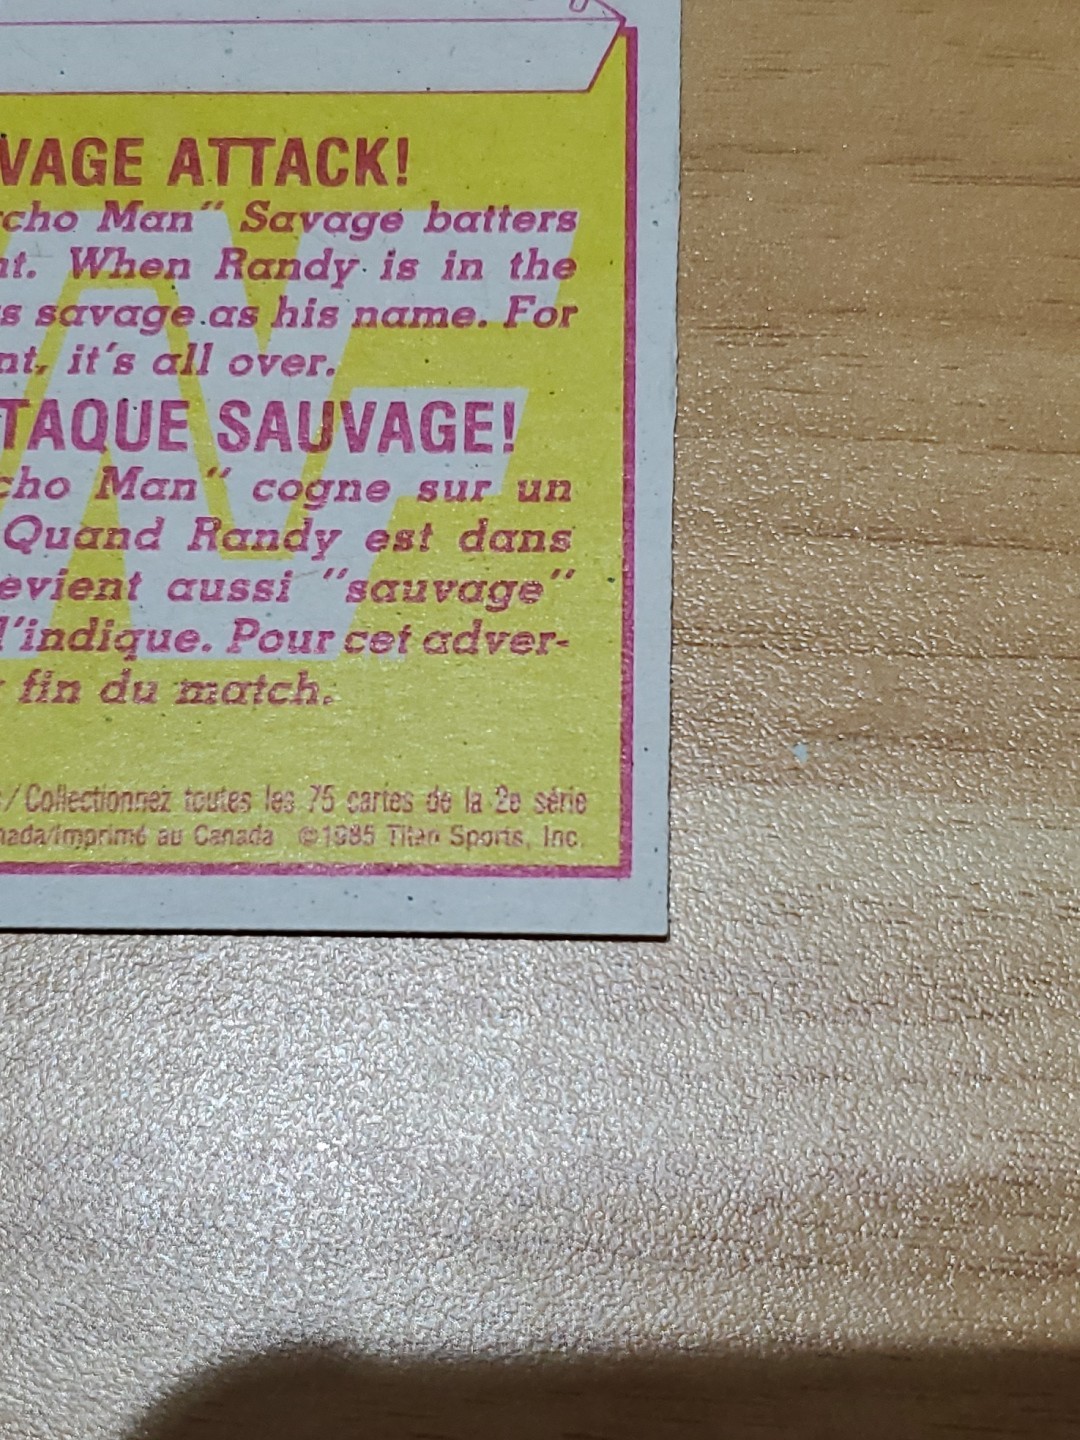 VAGE ATTACK!
cho Man" Savage batters
nt. When Randy is in the
s savage as his name. For
nt, it's all over.
TAQUE SAUVAGE!
cho Man" cogne sur un
Quand Randy est dans
evient aussi "sauvage"
l'indique. Pour cet adver-
fin du match.
/Collectionnez toutes les 75 cartes de la 2e série
nada/Imprimé au Canada ©1985 Titan Sports, Inc.